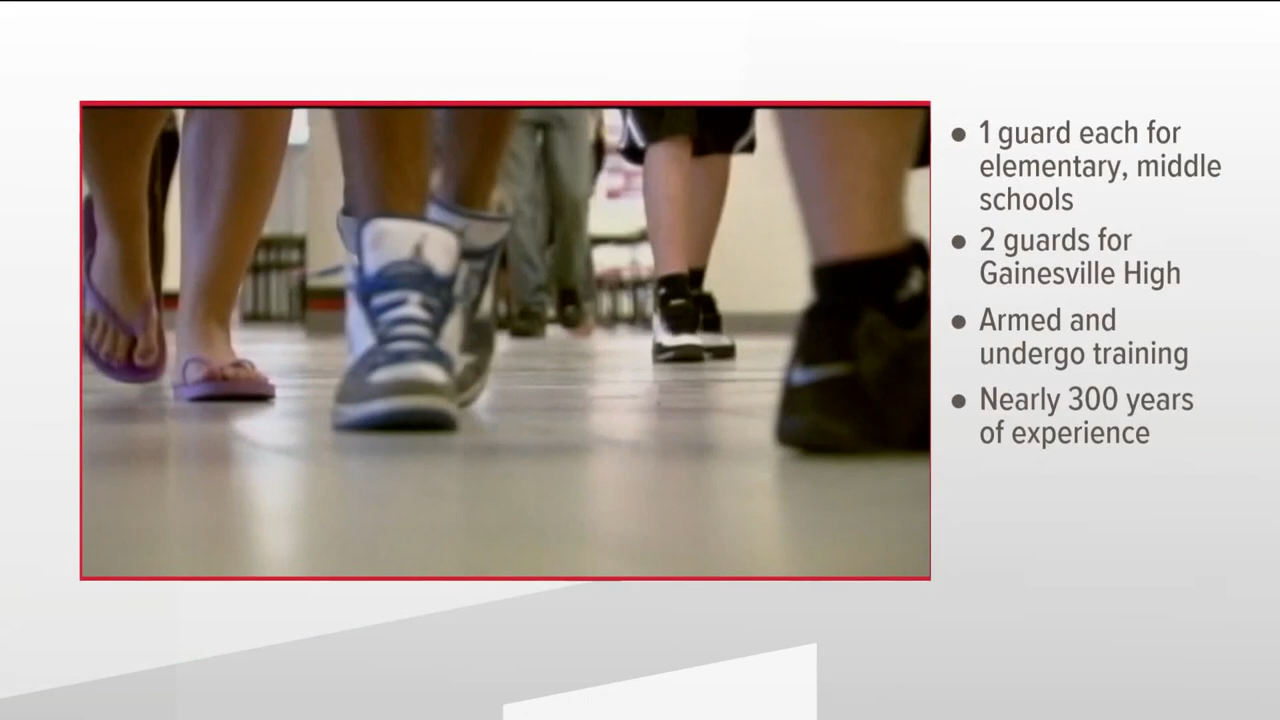 ● 1 guard each for
elementary, middle
schools
● 2 guards for
Gainesville High
● Armed and
undergo training
● Nearly 300 years
of experience